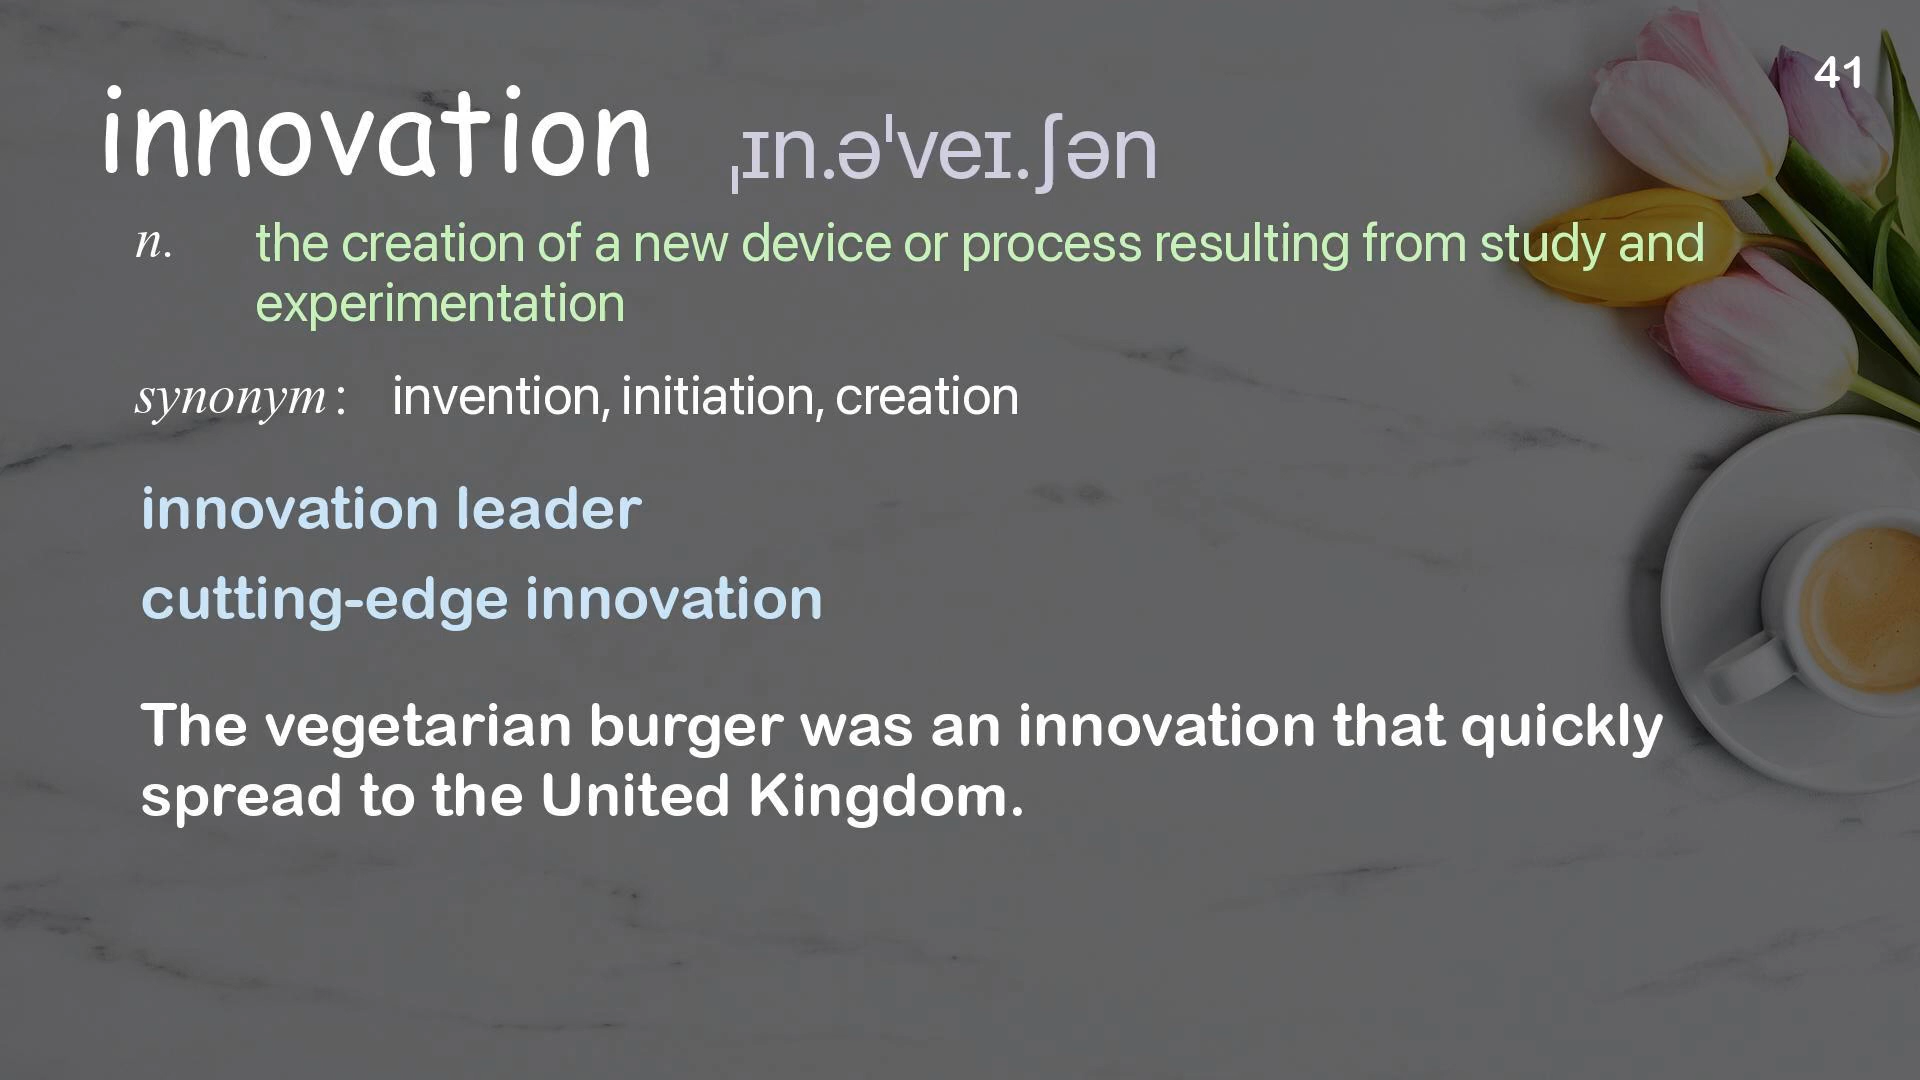 41
innovation ˌɪn.əˈveɪ.ʃən
n. the creation of a new device or process resulting from study and
experimentation
synonym : invention, initiation, creation
innovation leader
cutting-edge innovation
The vegetarian burger was an innovation that quickly
spread to the United Kingdom.